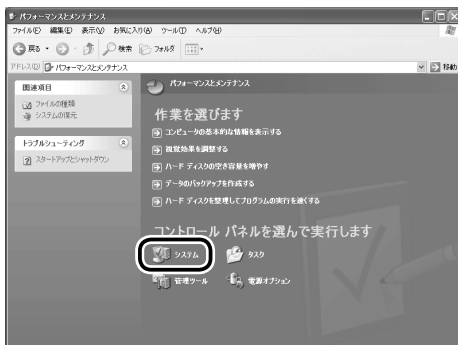 パフォーマンスとメンテナンス
ファイル(F) 編集(E) 表示(V) お気に入り(A) ツール(T) ヘルプ(H)
戻る 検索 フォルダ
アドレス(D) パフォーマンスとメンテナンス 移動
関連項目
ファイルの種類
システムの復元
トラブルシューティング
スタートアップとシャットダウン
パフォーマンスとメンテナンス
作業を選びます
コンピュータの基本的な情報を表示する
視覚効果を調整する
ハード ディスクの空き容量を増やす
データのバックアップを作成する
ハード ディスクを整理してプログラムの実行を速くする
コントロール パネルを選んで実行します
システム タスク
管理ツール 電源オプション